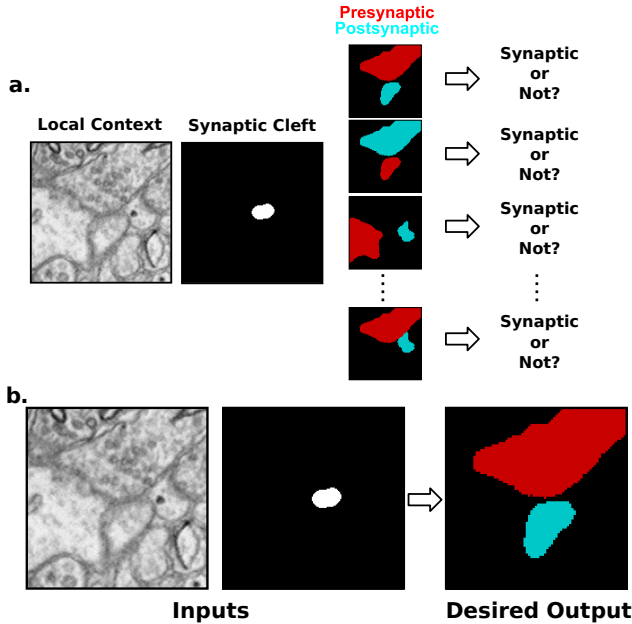 Presynaptic
Postsynaptic
a.
Local Context
Synaptic Cleft
Synaptic
or
Not?
Synaptic
or
Not?
Synaptic
or
Not?
Synaptic
or
Not?
b.
Inputs
Desired Output